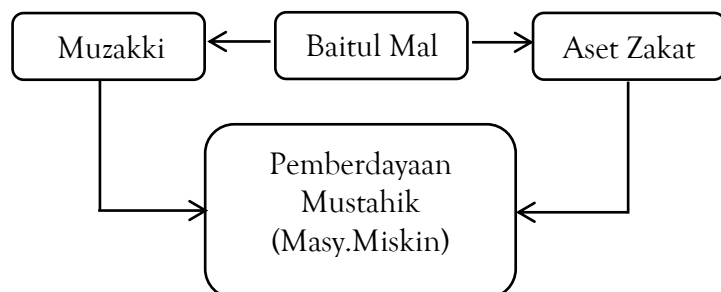 Muzakki
Baitul Mal
Aset Zakat
Pemberdayaan
Mustahik
(Masy.Miskin)